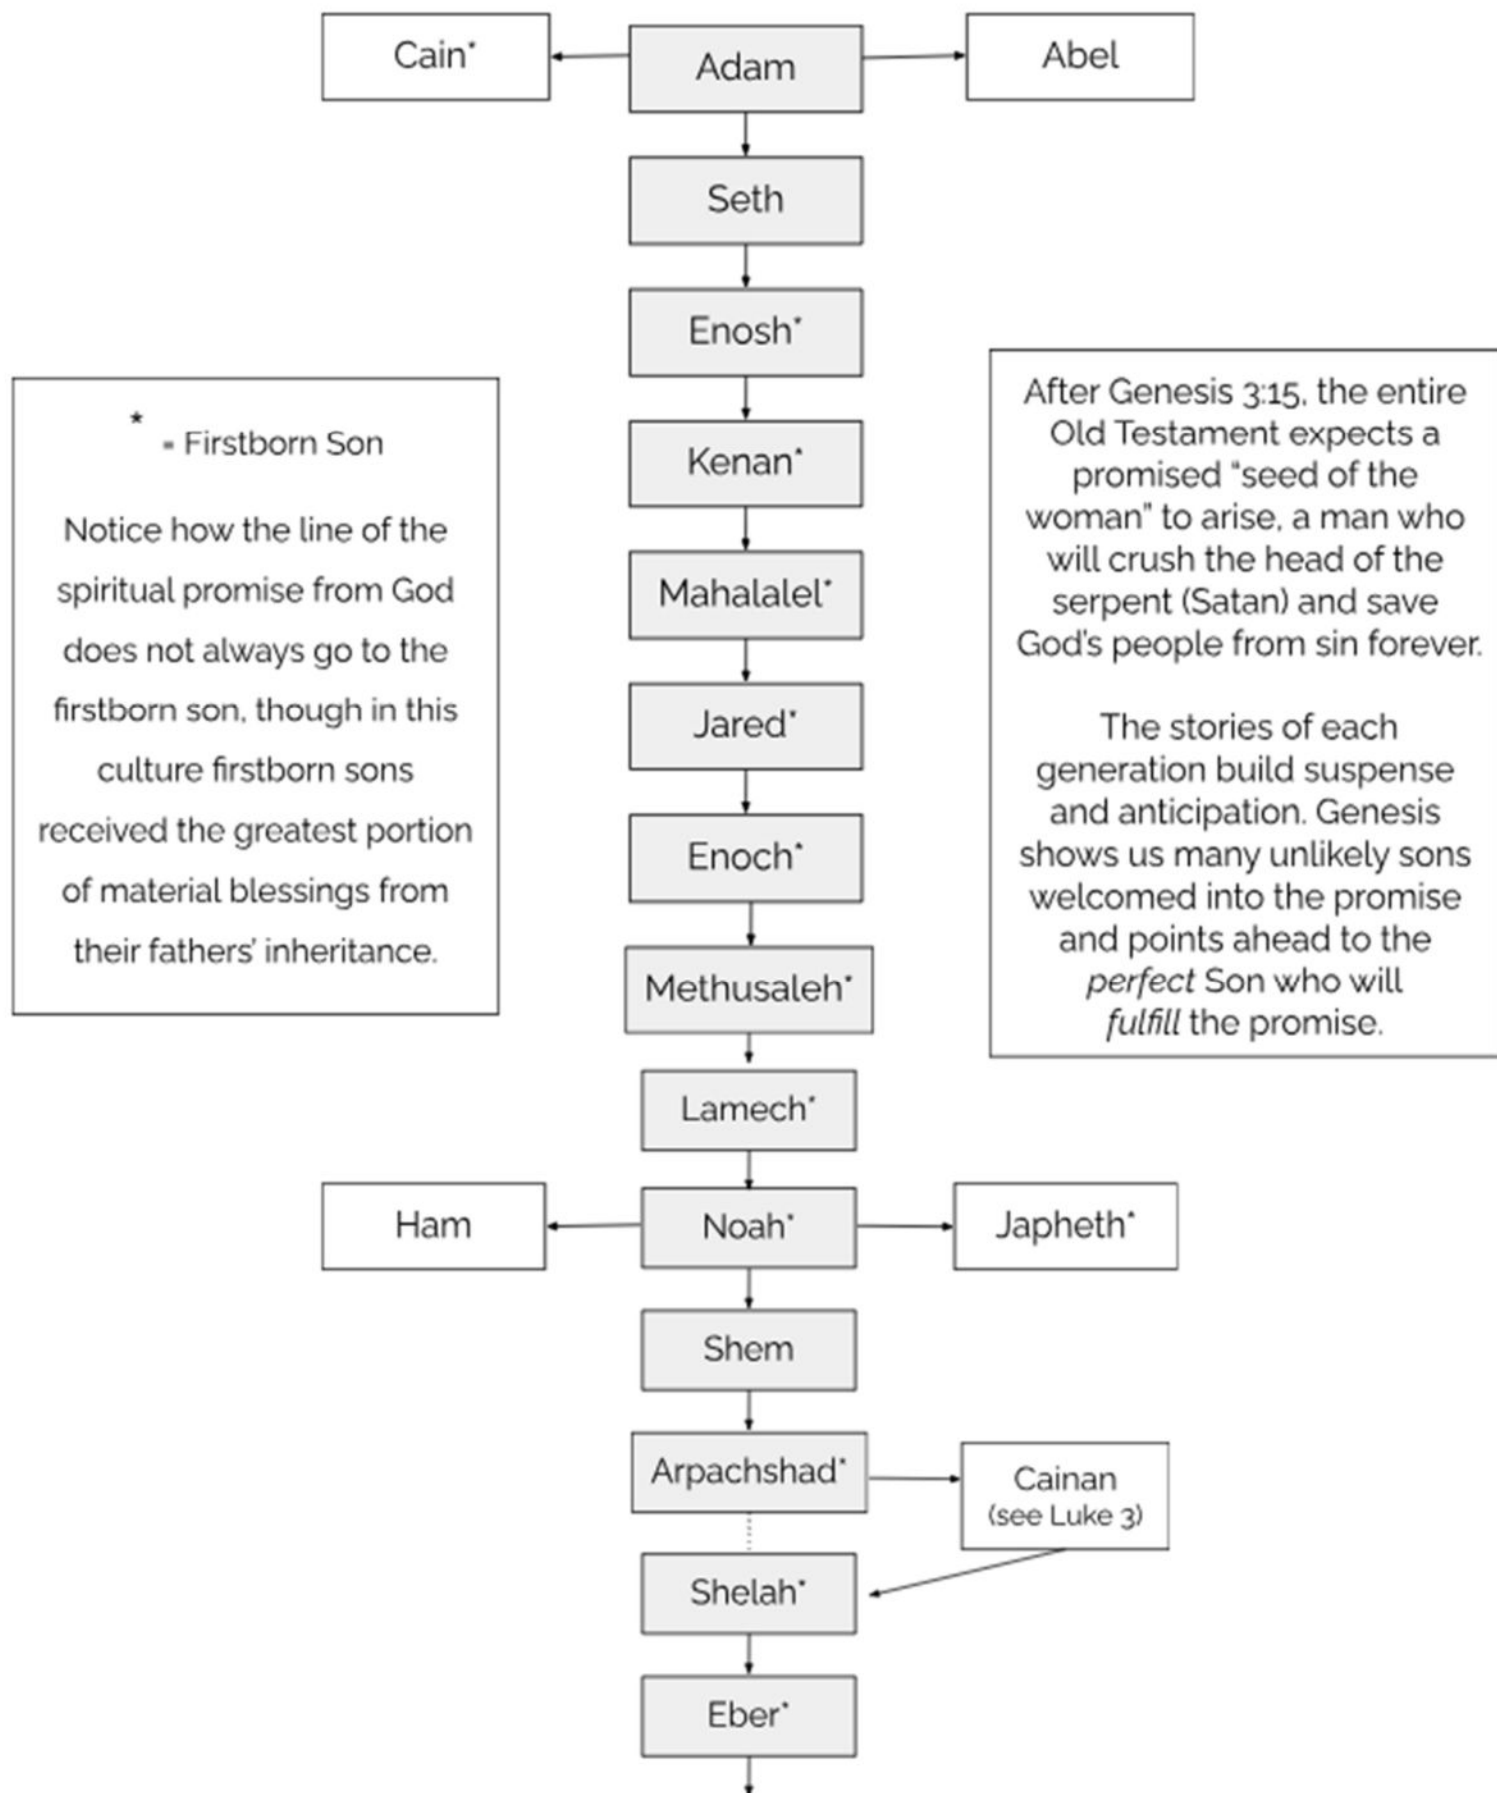 Cain*
Adam
Abel
Seth
Enosh*
Kenan*
Mahalalel*
Jared*
Enoch*
Methusaleh*
Lamech*
Ham
Noah*
Japheth*
Shem
Arpachshad*
Cainan
(see Luke 3)
Shelah*
Eber*
* = Firstborn Son
Notice how the line of the
spiritual promise from God
does not always go to the
firstborn son, though in this
culture firstborn sons
received the greatest portion
of material blessings from
their fathers' inheritance.
After Genesis 3:15, the entire
Old Testament expects a
promised "seed of the
woman" to arise, a man who
will crush the head of the
serpent (Satan) and save
God's people from sin forever.
The stories of each
generation build suspense
and anticipation. Genesis
shows us many unlikely sons
welcomed into the promise
and points ahead to the
perfect Son who will
fulfill the promise.